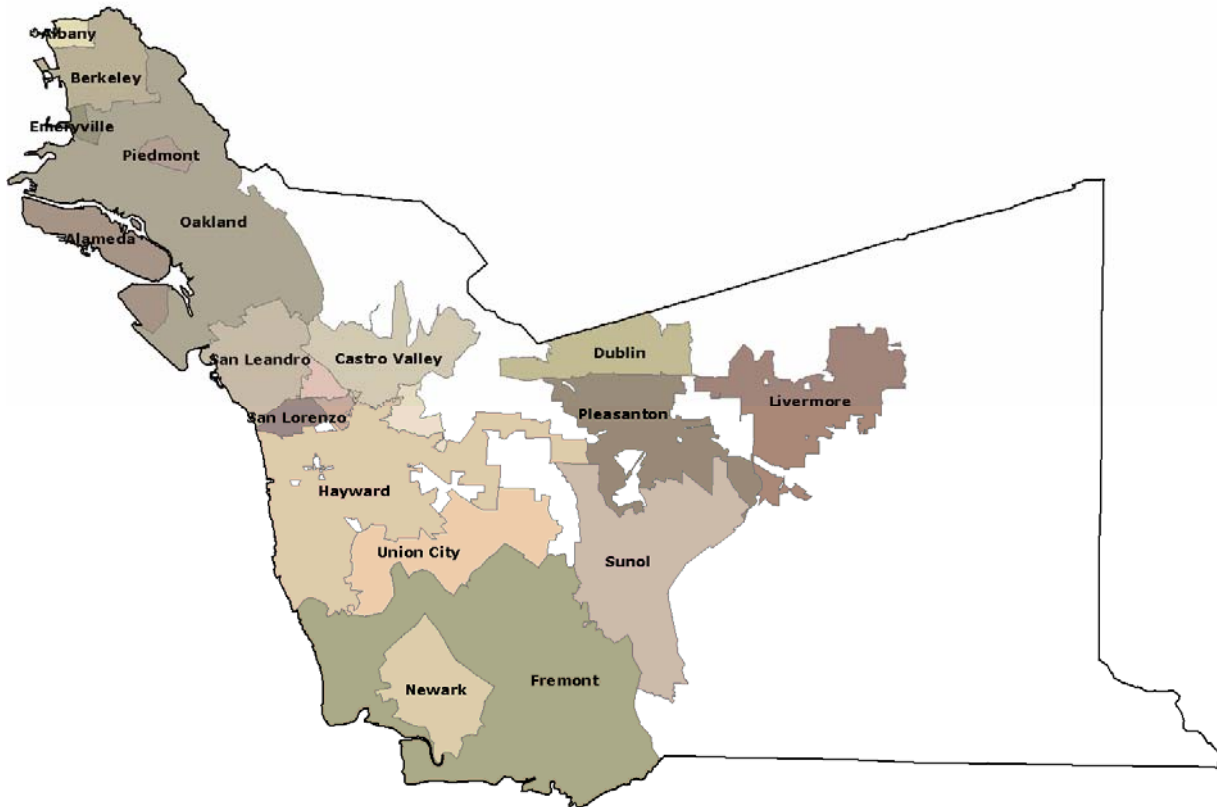 Albany
Berkeley
Emeryville
Piedmont
Oakland
Alameda
San Leandro
Castro Valley
Dublin
Livermore
San Lorenzo
Pleasanton
Hayward
Union City
Sunol
Fremont
Newark